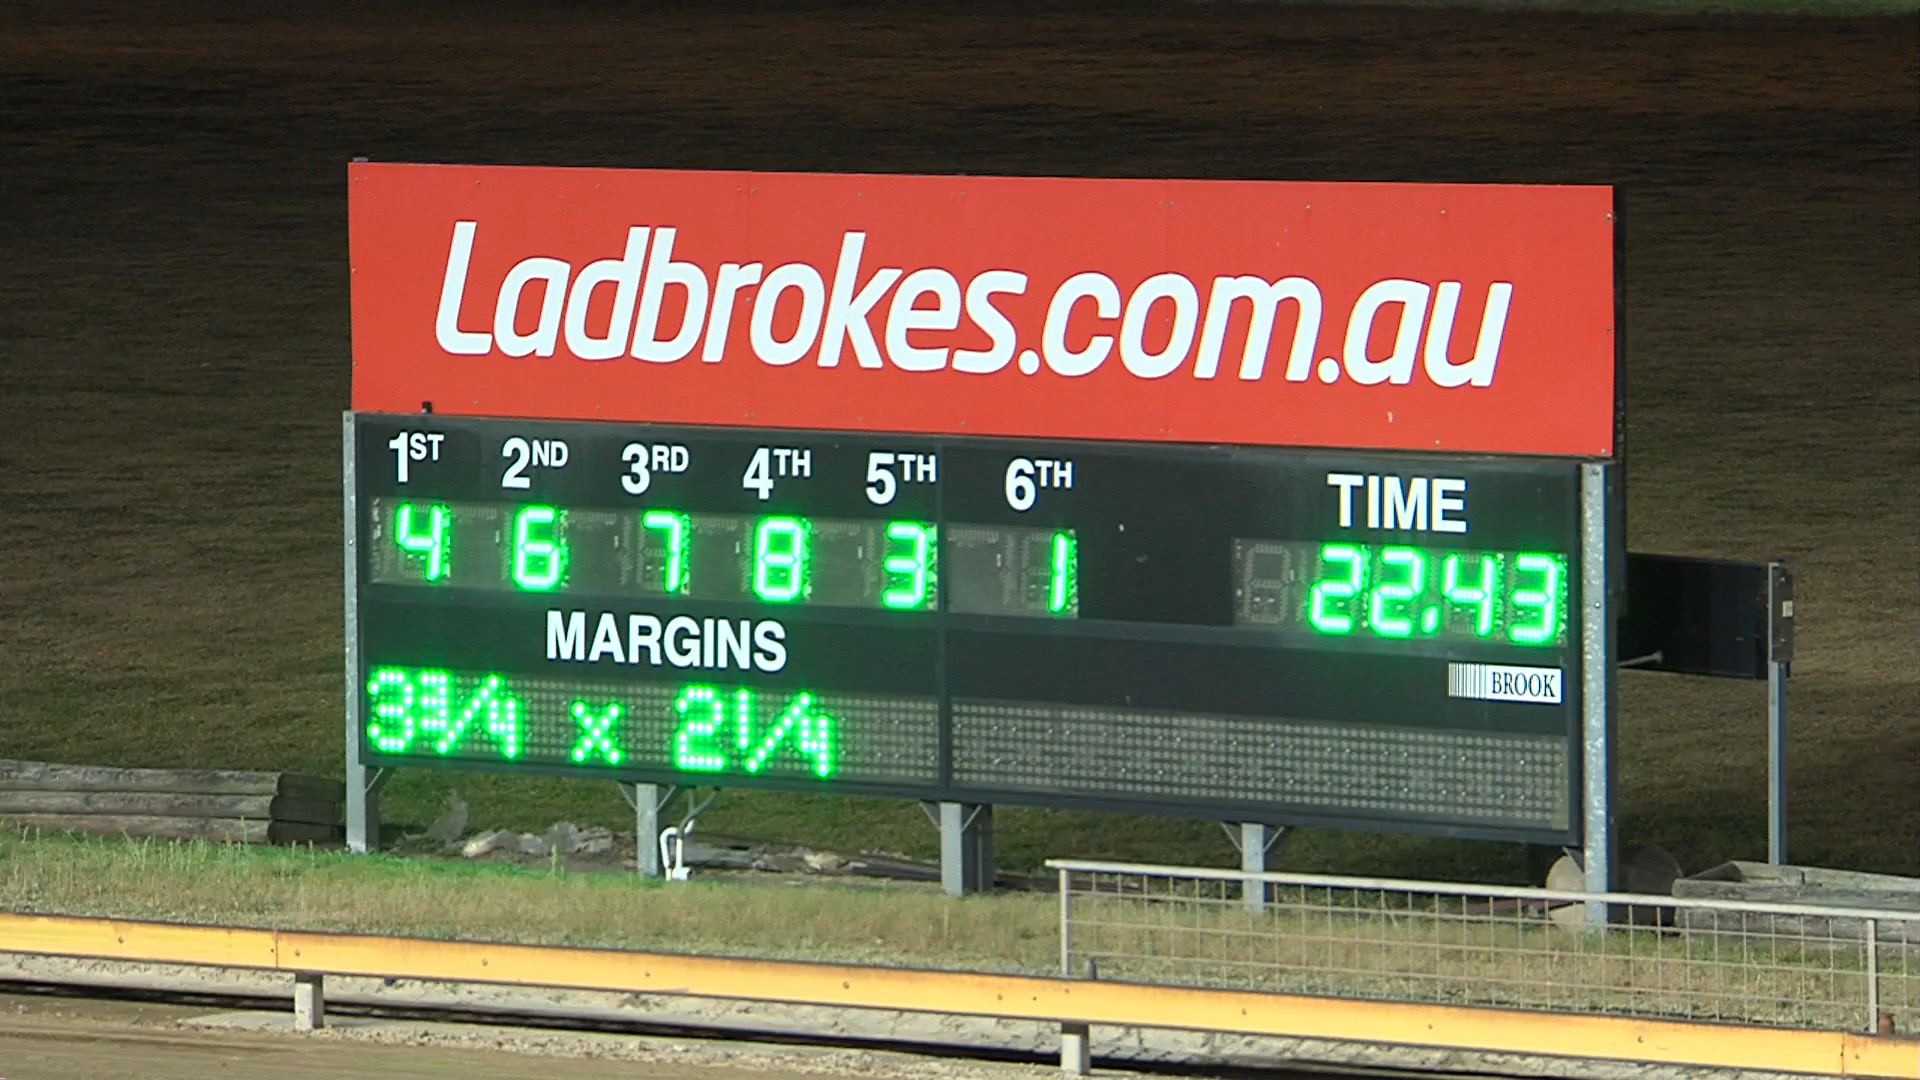 Ladbrokes.com.au
1ST 2ND 3RD 4TH 5TH 6TH TIME
4 6 7 8 3 1 22.43
MARGINS
BROOK
3¾ x 2¼